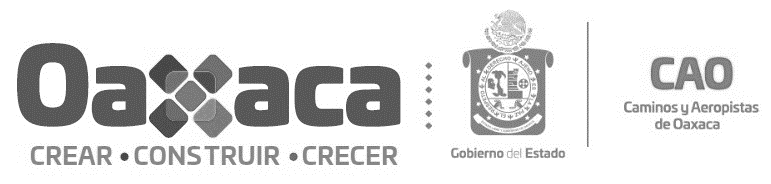 Oaxaca
CREAR • CONSTRUIR • CRECER
Gobierno del Estado
CAO
Caminos y Aeropistas
de Oaxaca